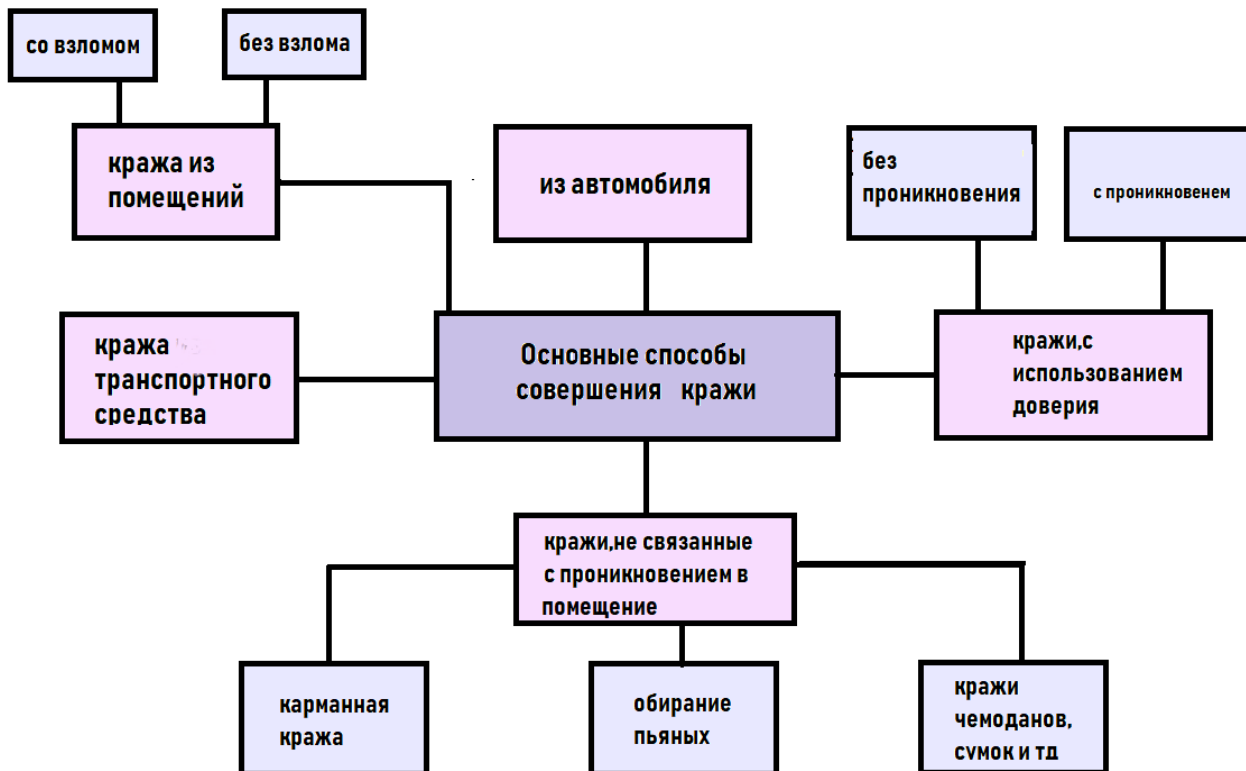 со взломом
без взлома
кража из
помещений
из автомобиля
без
проникновения
с проникновенем
кража
транспортного
средства
Основные способы
совершения кражи
кражи,с
использованием
доверия
кражи,не связанные
с проникновением в
помещение
карманная
кража
обирание
пьяных
кражи
чемоданов,
сумок и тд